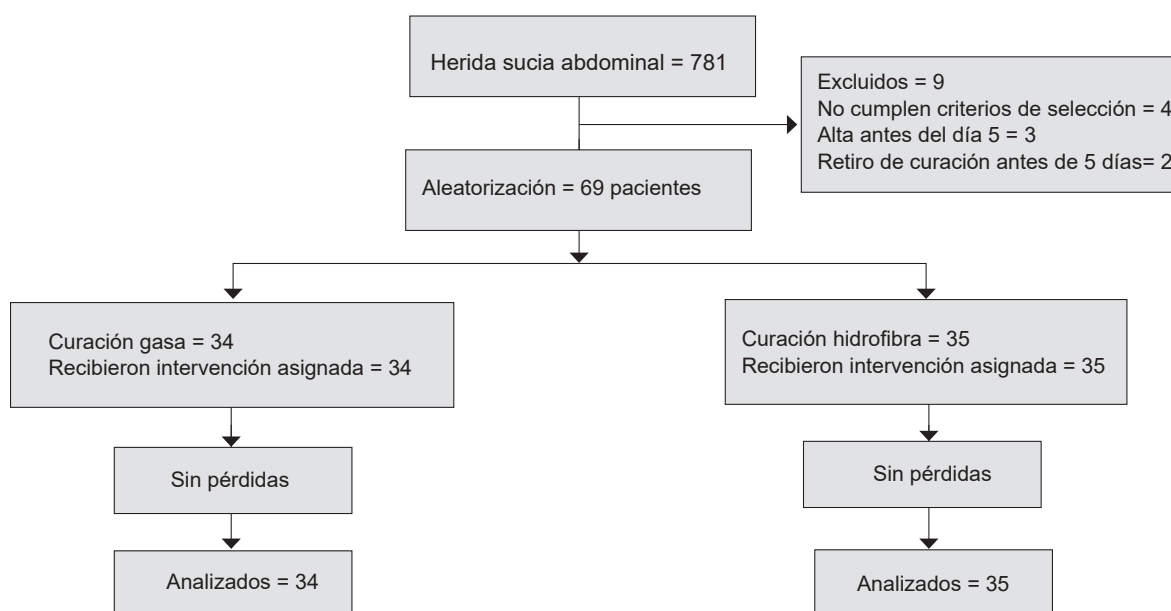 Herida sucia abdominal = 781
Excluidos = 9
No cumplen criterios de selección = 4
Alta antes del día 5 = 3
Retiro de curación antes de 5 días= 2
Aleatorización = 69 pacientes
Curación gasa = 34
Recibieron intervención asignada = 34
Curación hidrofibra = 35
Recibieron intervención asignada = 35
Sin pérdidas
Sin pérdidas
Analizados = 34
Analizados = 35